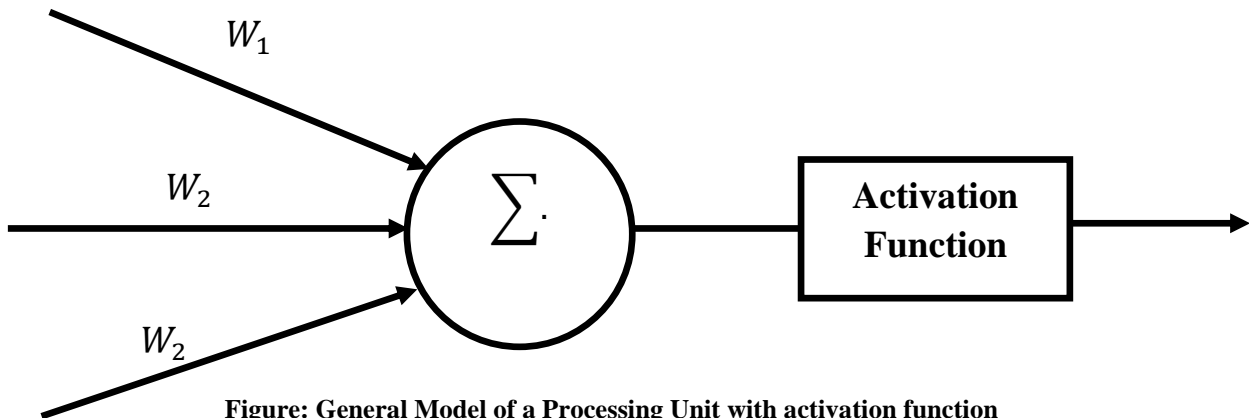 W₁
W₂
∑.
Activation
Function
W₂
Figure: General Model of a Processing Unit with activation function